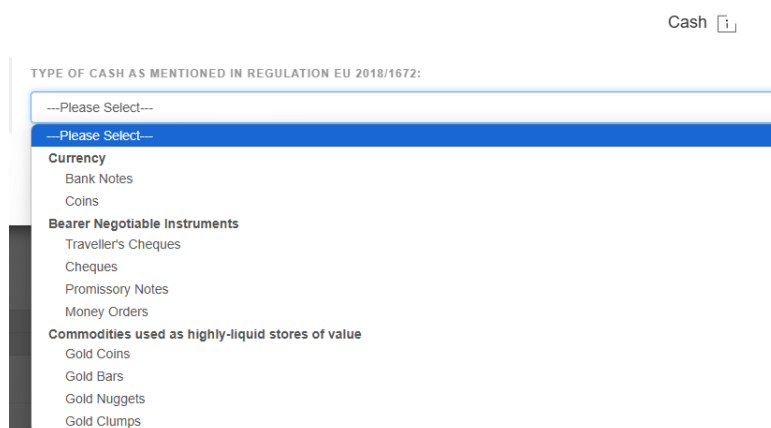 Cash
TYPE OF CASH AS MENTIONED IN REGULATION EU 2018/1672:
---Please Select---
---Please Select---
Currency
Bank Notes
Coins
Bearer Negotiable Instruments
Traveller's Cheques
Cheques
Promissory Notes
Money Orders
Commodities used as highly-liquid stores of value
Gold Coins
Gold Bars
Gold Nuggets
Gold Clumps